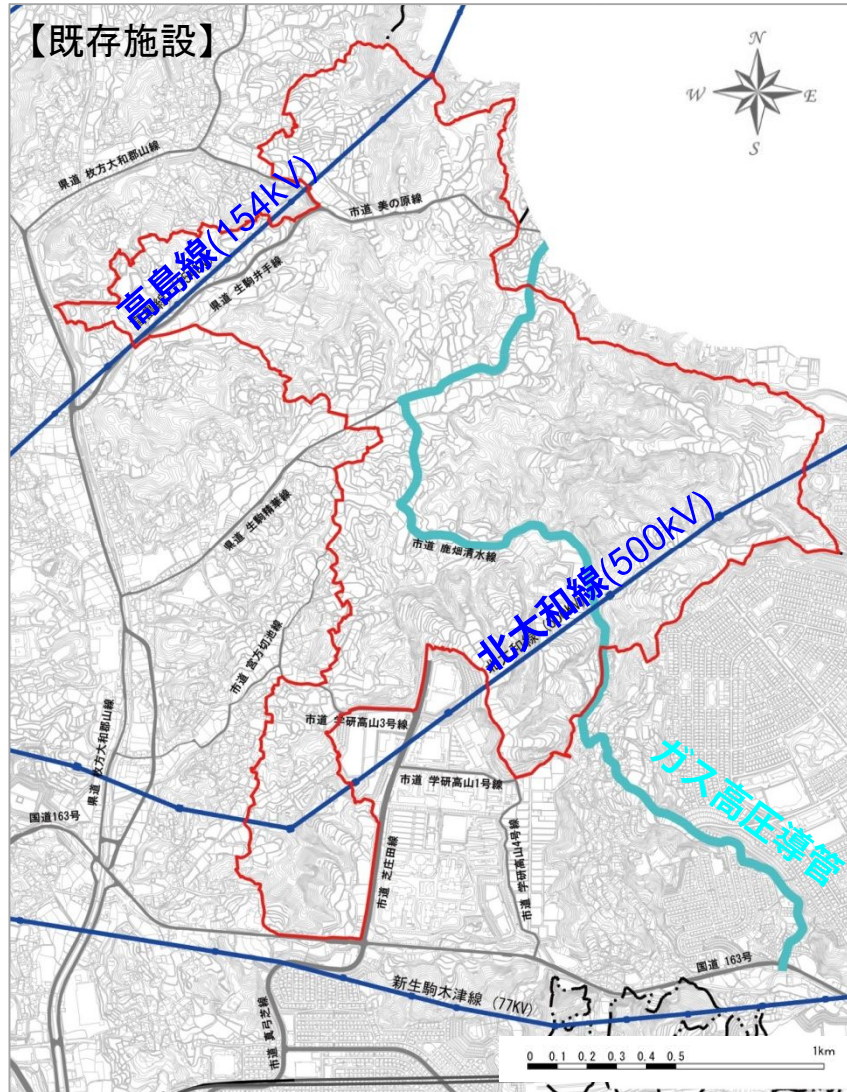 【既存施設】
N
W
E
S
県道 枚方大和郡山線
高島線(154kV)
市道 美の原線
県道 生駒井手線
県道 生駒精華線
市道 鹿畑清水線
北大和線(500kV)
市道 宮方切池線
市道 学研高山3号線
県道 枚方大和郡山線
市道 学研高山1号線
ガス高圧導管
国道163号
市道 芝庄田線
市道 学研高山4号線
国道 163号
新生駒木津線 (77KV)
市道 真弓芝線
0 0.1 0.2 0.3 0.4 0.5 1km